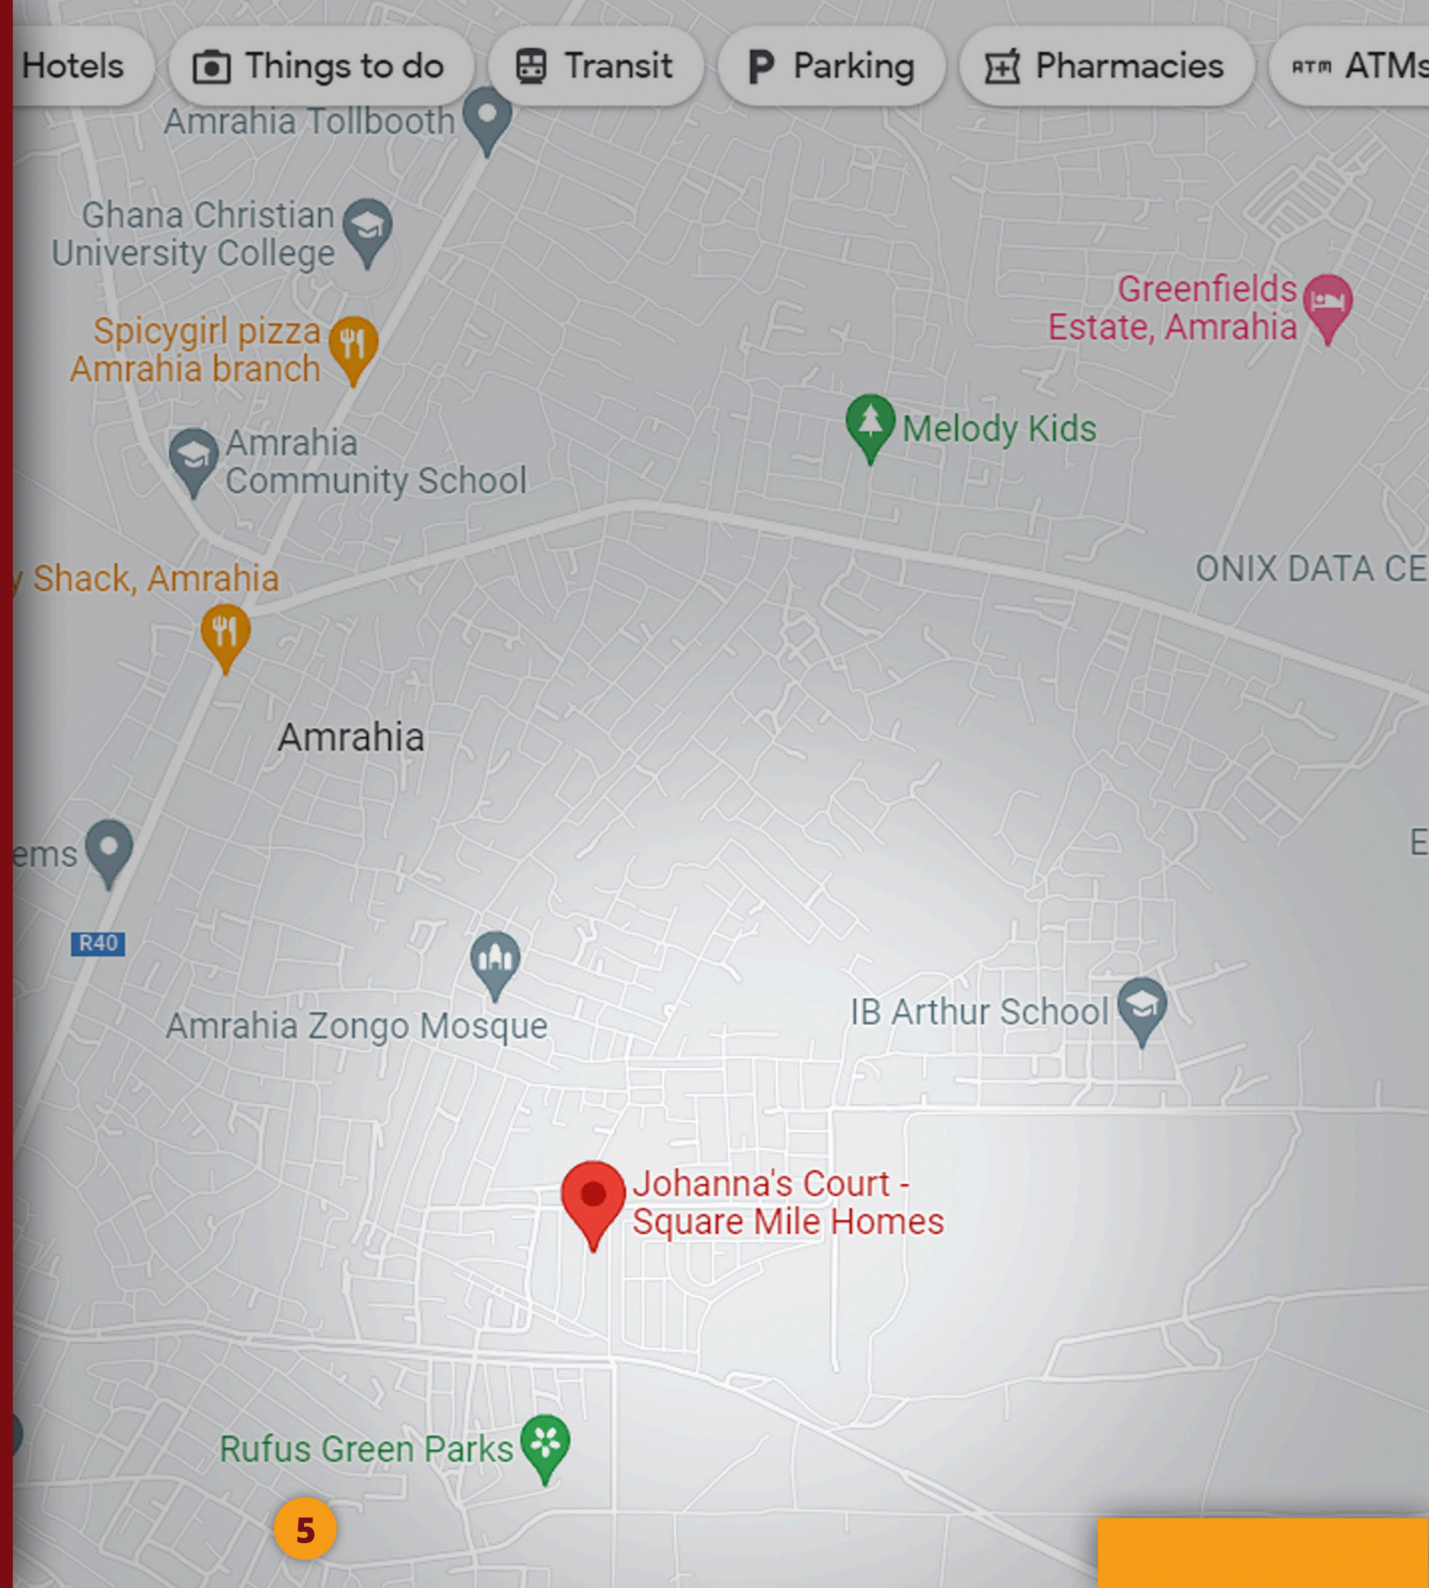 Hotels
Things to do
Transit
Parking
Pharmacies
ATM ATMs
Amrahia Tollbooth
Ghana Christian
University College
Greenfields
Estate, Amrahia
Spicygirl pizza
Amrahia branch
Melody Kids
Amrahia
Community School
ONIX DATA CE
y Shack, Amrahia
Amrahia
E
ems
R40
IB Arthur School
Amrahia Zongo Mosque
Johanna's Court -
Square Mile Homes
Rufus Green Parks
5